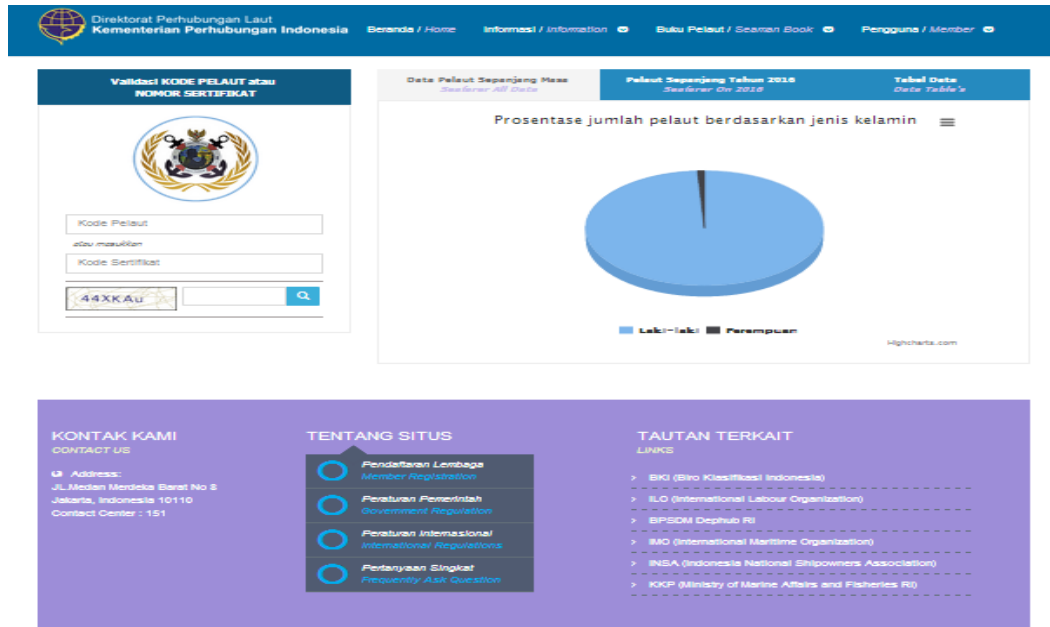 Direktorat Perhubungan Laut
Kementerian Perhubungan Indonesia
Beranda / Home
Informasi / Information
Buku Pelaut / Seaman Book
Pengguna / Member
Validasi KODE PELAUT atau
NOMOR SERTIFIKAT
Kode Pelaut
atau masukkan
Kode Sertifikat
44XKAu
Data Pelaut Sepanjang Masa
Seafarer All Data
Pelaut Sepanjang Tahun 2016
Seafarer On 2016
Tabel Data
Data Table's
Prosentase jumlah pelaut berdasarkan jenis kelamin
Laki-laki
Perempuan
Highcharts.com
KONTAK KAMI
CONTACT US
Address:
JL.Medan Merdeka Barat No 8
Jakarta, Indonesia 10110
Contact Center : 151
TENTANG SITUS
Pendaftaran Lembaga
Member Registration
Peraturan Pemerintah
Government Regulation
Peraturan Internasional
International Regulations
Pertanyaan Singkat
Frequently Ask Question
TAUTAN TERKAIT
LINKS
> BKI (Biro Klasifikasi Indonesia)
> ILO (International Labour Organization)
> BPSDM Dephub RI
> IMO (International Maritime Organization)
> INSA (Indonesia National Shipowners Association)
> KKP (Ministry of Marine Affairs and Fisheries RI)